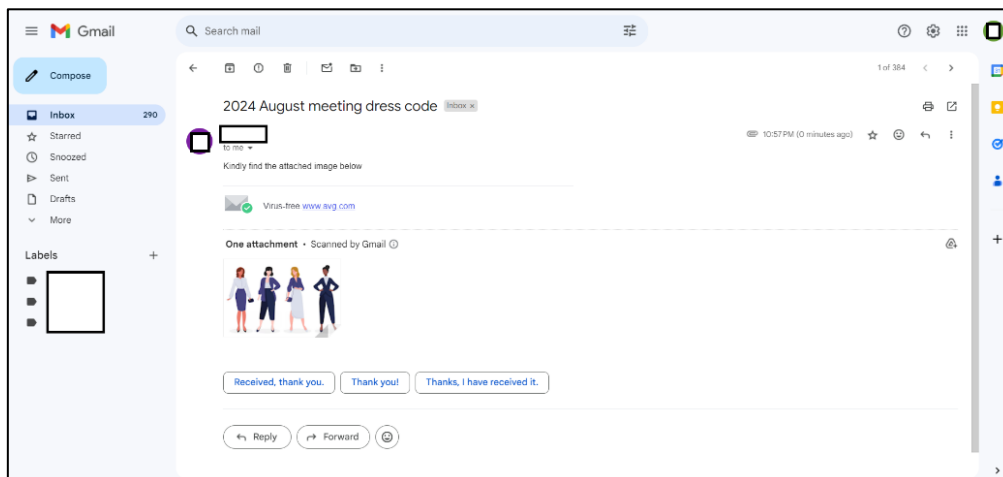 Gmail
Search mail
Compose
1 of 384
2024 August meeting dress code Inbox x
Inbox 290
10:57 PM (0 minutes ago)
Starred
to me
Snoozed
Kindly find the attached image below
Sent
Drafts
Virus-free www.avg.com
More
One attachment • Scanned by Gmail
Labels
Received, thank you. Thank you! Thanks, I have received it.
Reply Forward